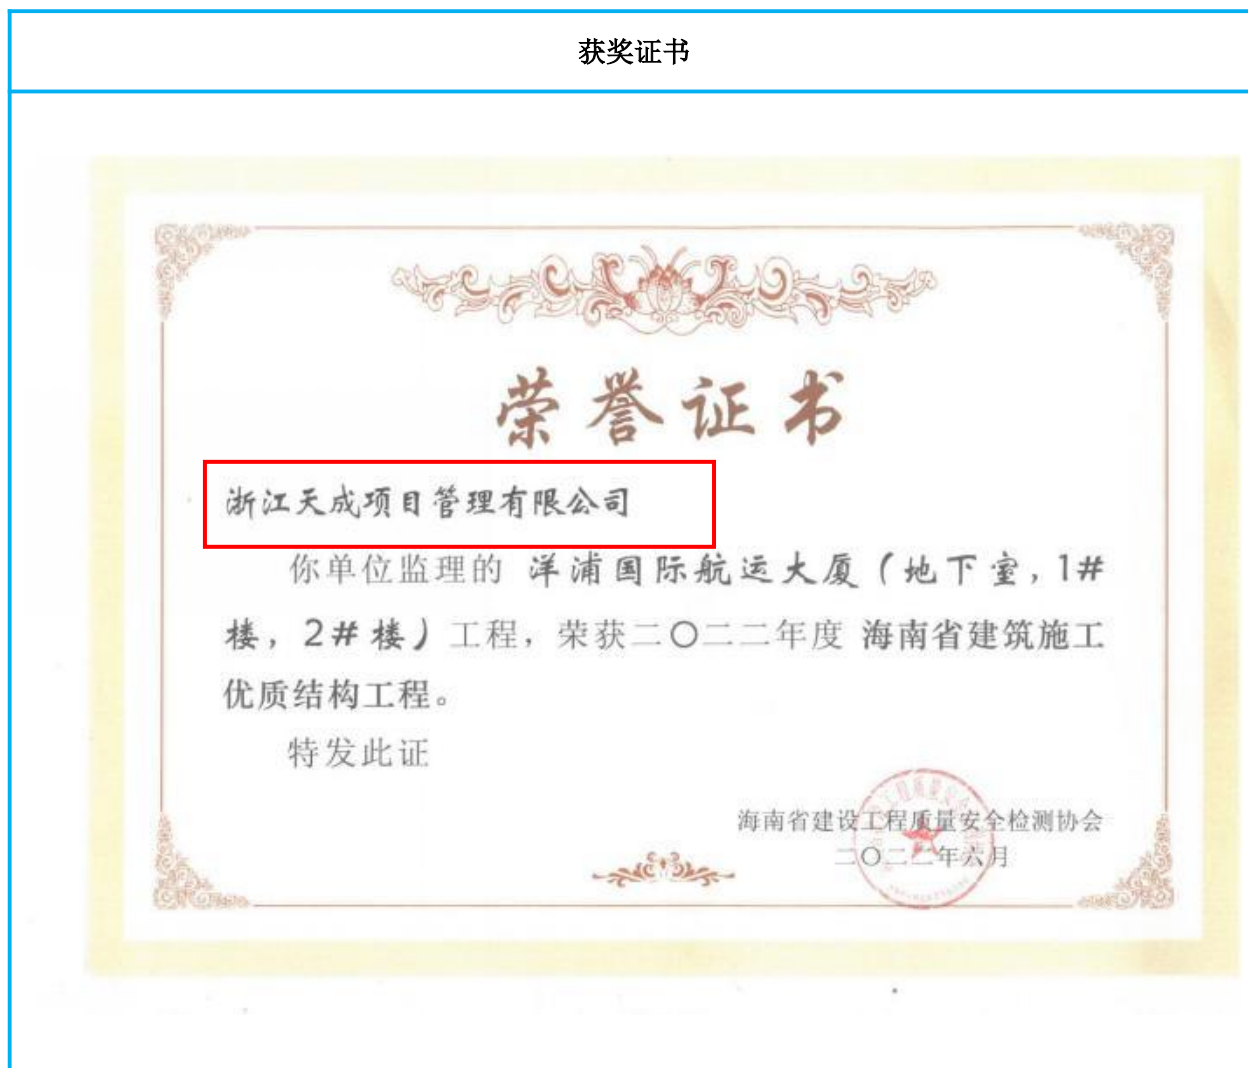 获奖证书
荣誉证书
浙江天成项目管理有限公司
你单位监理的 洋浦国际航运大厦（地下室，1#
楼，2#楼）工程，荣获二〇二二年度 海南省建筑施工
优质结构工程。
特发此证
海南省建设工程质量安全检测协会
二〇二二年六月